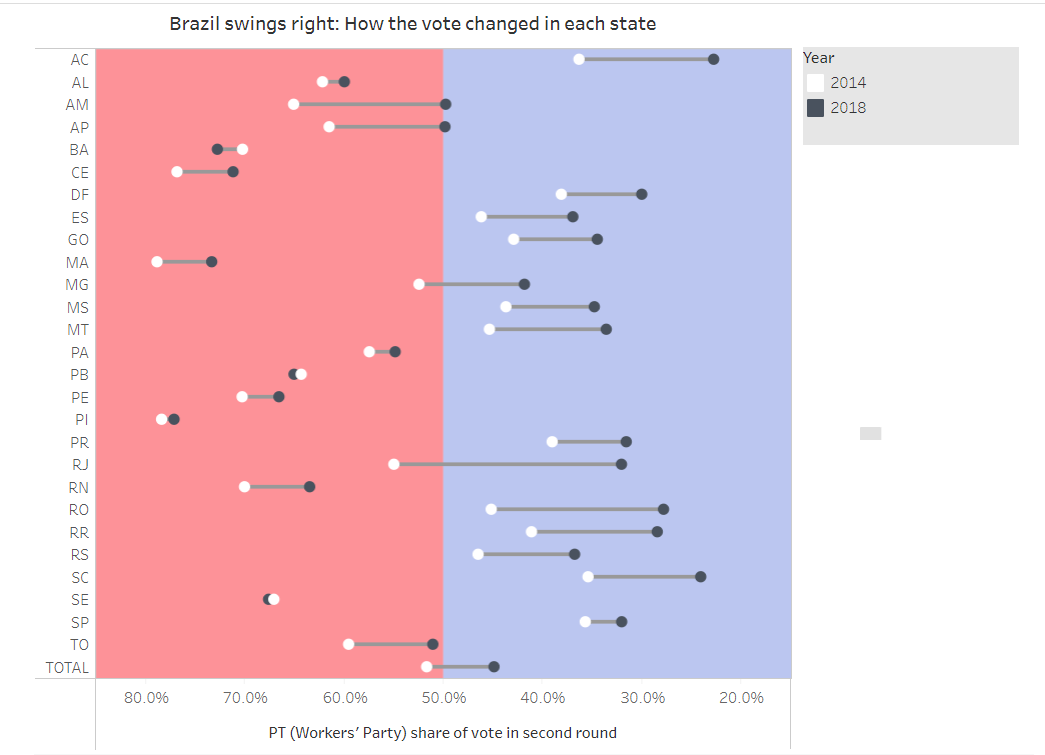 Brazil swings right: How the vote changed in each state
AC
AL
AM
AP
BA
CE
DF
ES
GO
MA
MG
MS
MT
PA
PB
PE
PI
PR
RJ
RN
RO
RR
RS
SC
SE
SP
TO
TOTAL
80.0% 70.0% 60.0% 50.0% 40.0% 30.0% 20.0%
PT (Workers' Party) share of vote in second round
Year
2014
2018